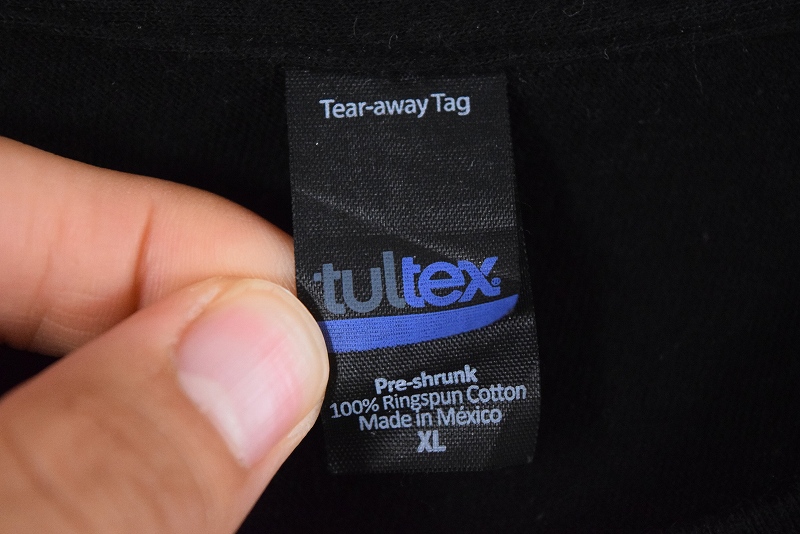 Tear-away Tag
tultex®
Pre-shrunk
100% Ringspun Cotton
Made in México
XL